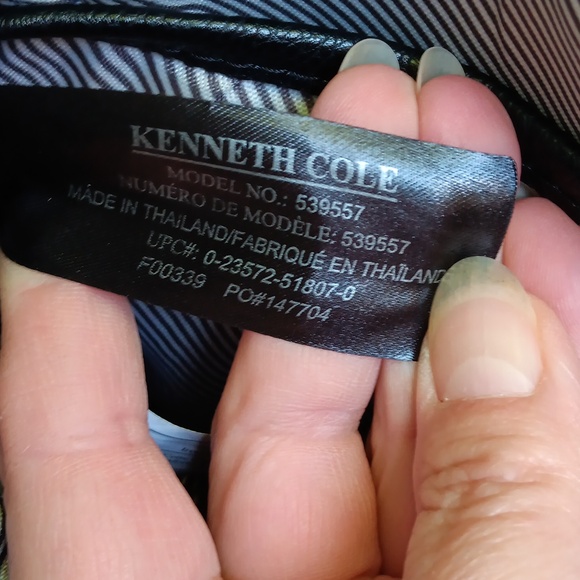 KENNETH COLE
MODEL NO.: 539557
NUMÉRO DE MODÈLE: 539557
MADE IN THAILAND/FABRIQUÉ EN THAÏLANDE
UPC#: 0-23572-51807-0
F00339 PO#147704